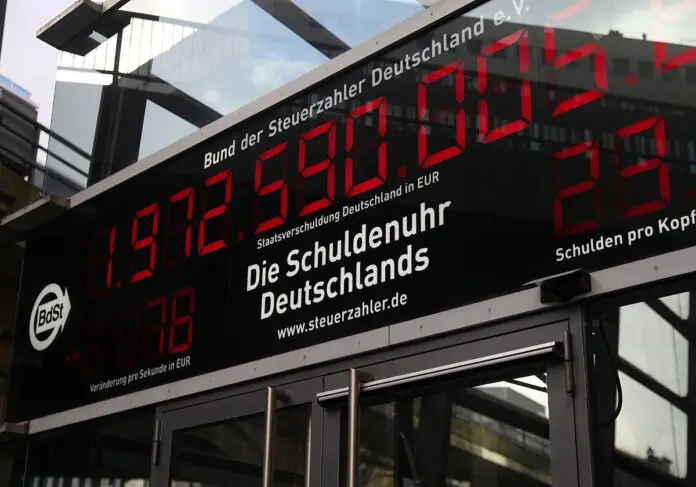 Bund der Steuerzahler Deutschland e.V.
1.972.590.005.
Staatsverschuldung Deutschland in EUR
BdSt
78
Veränderung pro Sekunde in EUR
Die Schuldenuhr
Deutschlands
www.steuerzahler.de
23
Schulden pro Kopf